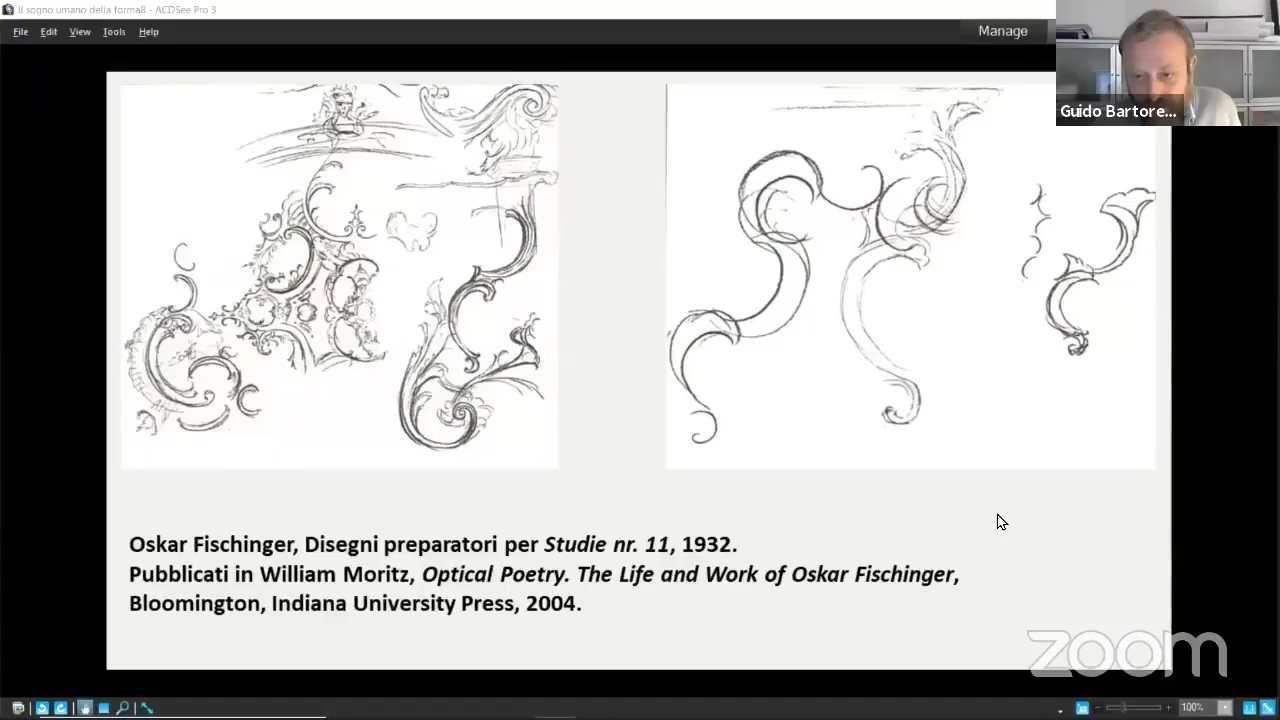 Il sogno umano della forma8 - ACDSee Pro 3
File Edit View Tools Help
Manage
Guido Bartore...
Oskar Fischinger, Disegni preparatori per Studie nr. 11, 1932.
Pubblicati in William Moritz, Optical Poetry. The Life and Work of Oskar Fischinger,
Bloomington, Indiana University Press, 2004.
zoom
100%
1:1